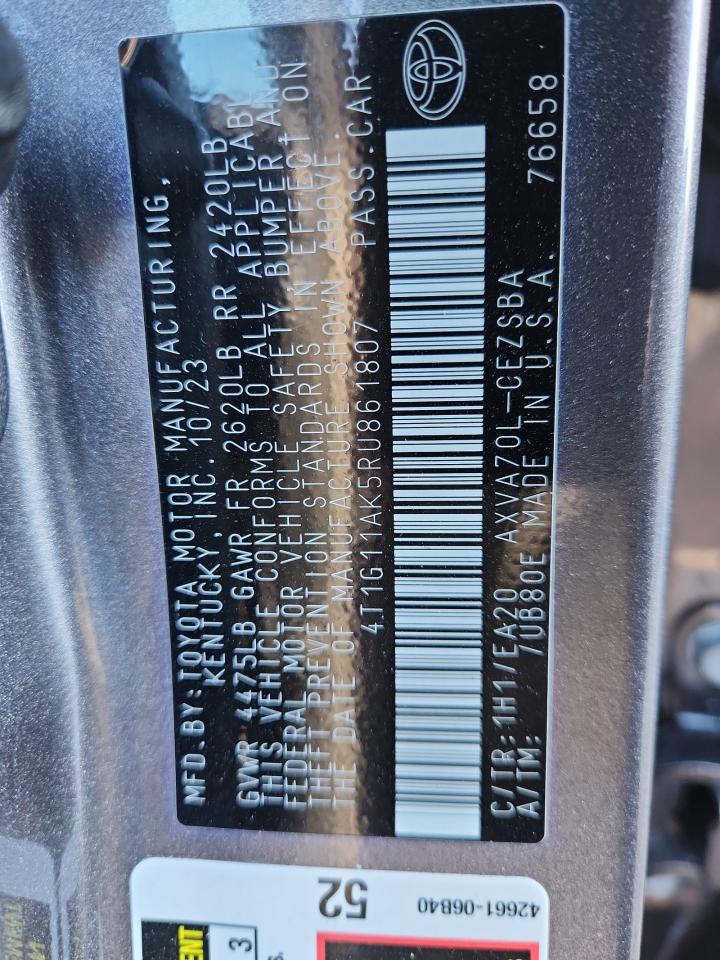 MFD.BY:TOYOTA MOTOR MANUFACTURING,
KENTUCKY, INC. 10/23
GVWR 4475LB GAWR FR 2620LB RR 2420LB
THIS VEHICLE CONFORMS TO ALL APPLICABLE
FEDERAL MOTOR VEHICLE SAFETY, BUMPER AND
THEFT PREVENTION STANDARDS IN EFFECT ON
THE DATE OF MANUFACTURE SHOWN ABOVE.
4T1G11AK5RU861807 PASS.CAR
C/TR:1H1/EA20 AXVA70L-CEZSBA
A/TM: /UB80E MADE IN U.S.A. 76658
52
42661-06B40
3